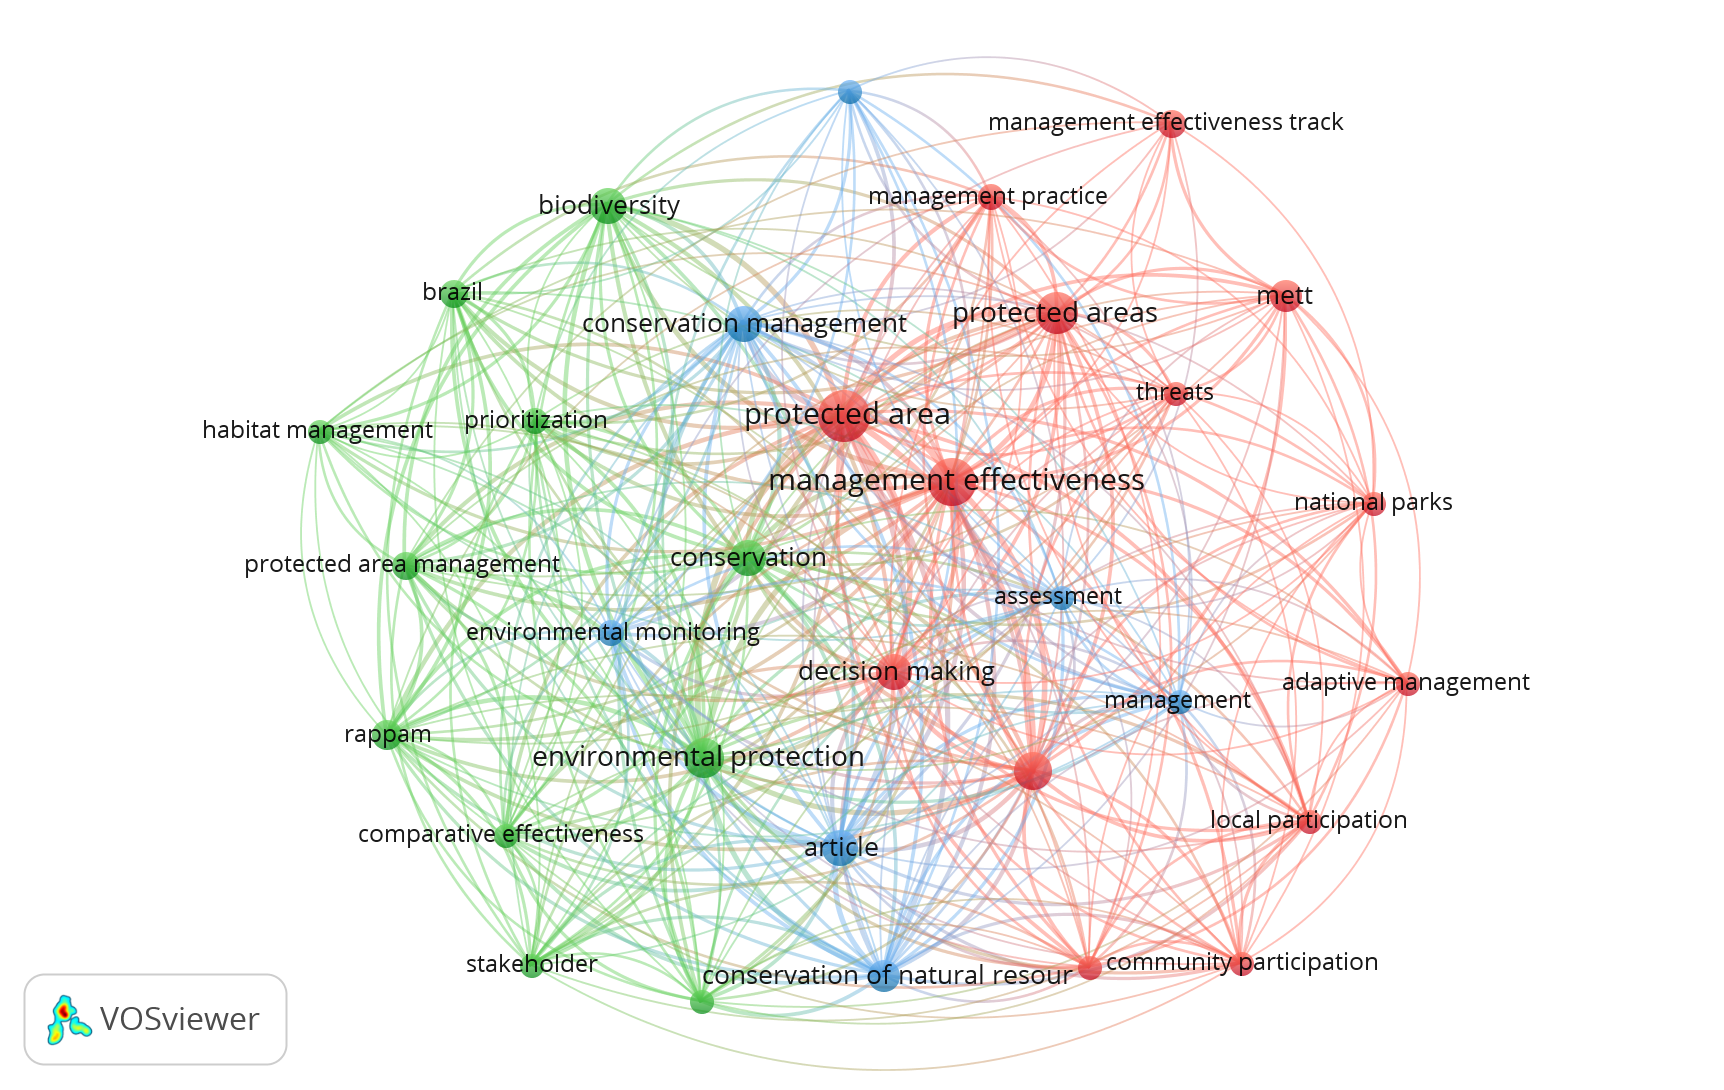 management effectiveness track
management practice
biodiversity
brazil
mett
protected areas
conservation management
threats
protected area
prioritization
habitat management
management effectiveness
national parks
conservation
protected area management
assessment
environmental monitoring
decision making
adaptive management
management
rappam
environmental protection
local participation
comparative effectiveness
article
community participation
stakeholder
conservation of natural resour
VOSviewer